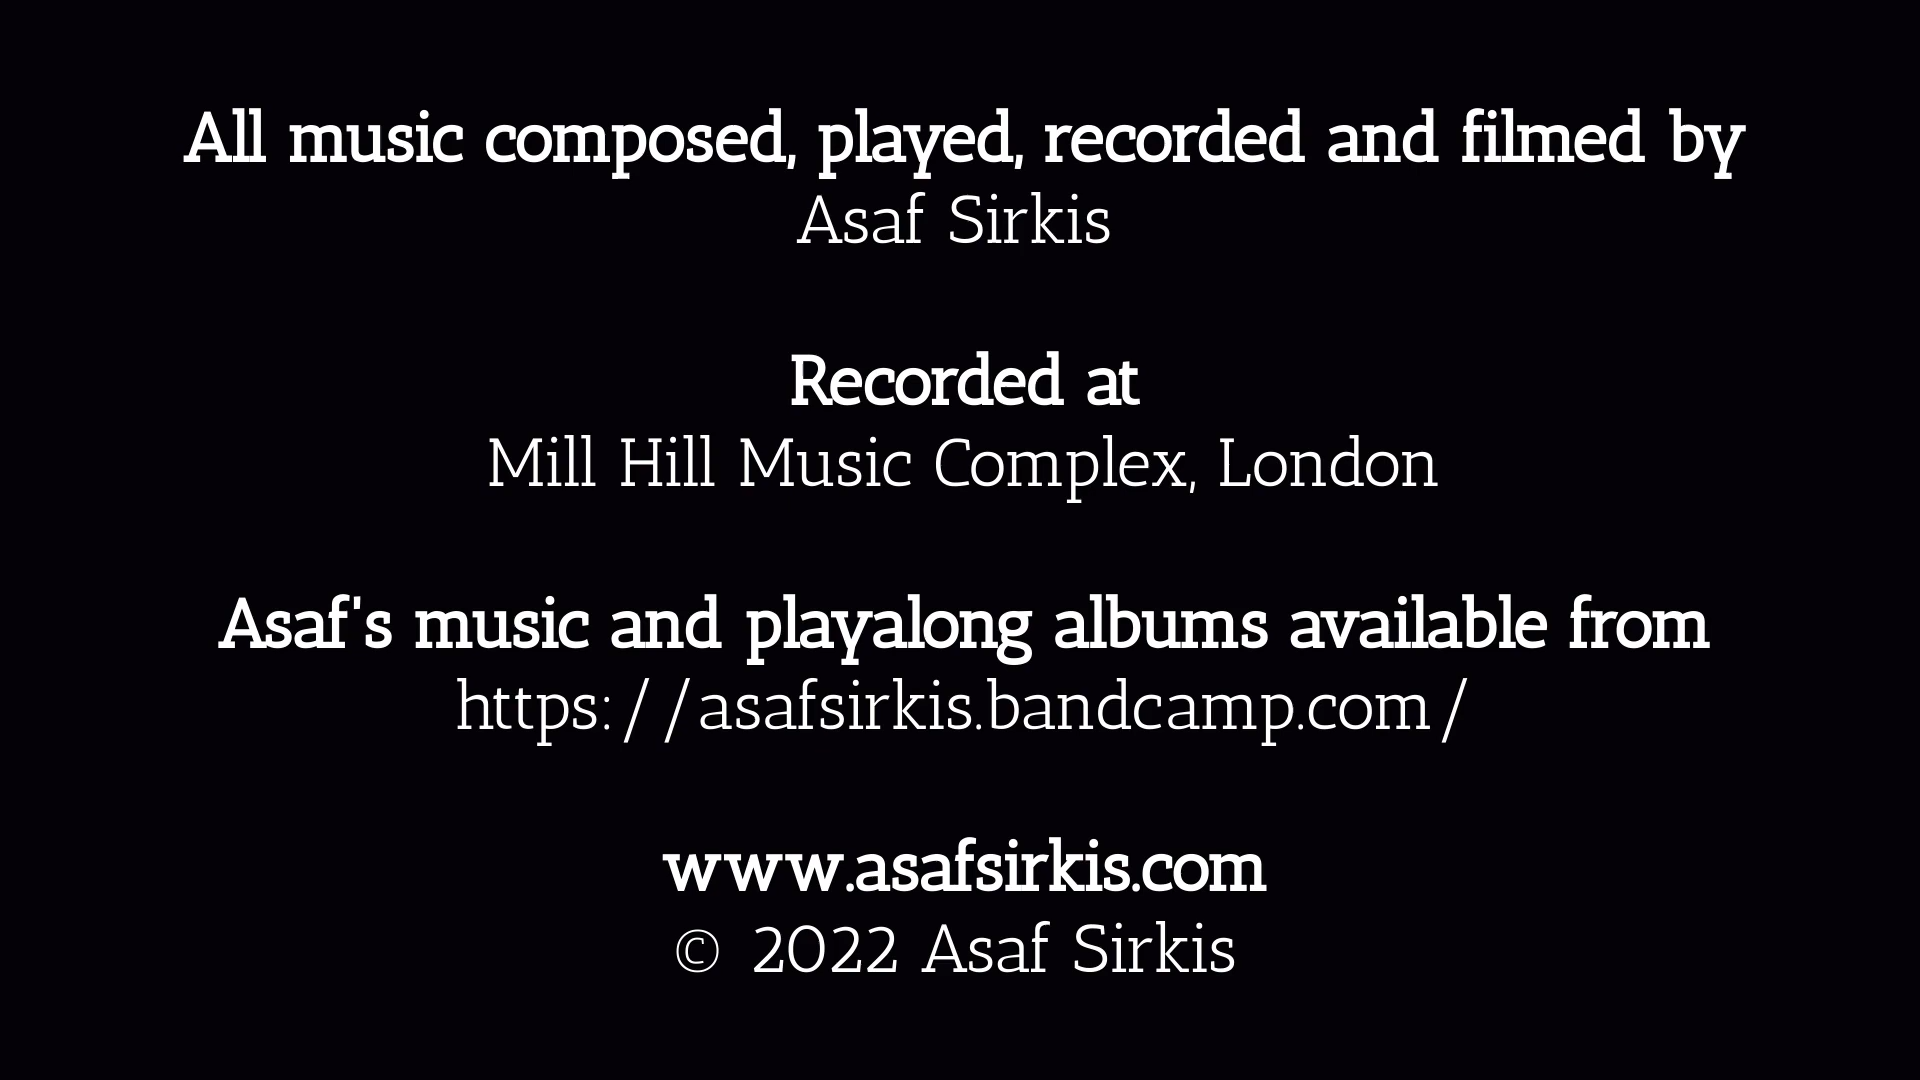 All music composed, played, recorded and filmed by
Asaf Sirkis
Recorded at
Mill Hill Music Complex, London
Asaf's music and playalong albums available from
https://asafsirkis.bandcamp.com/
www.asafsirkis.com
© 2022 Asaf Sirkis